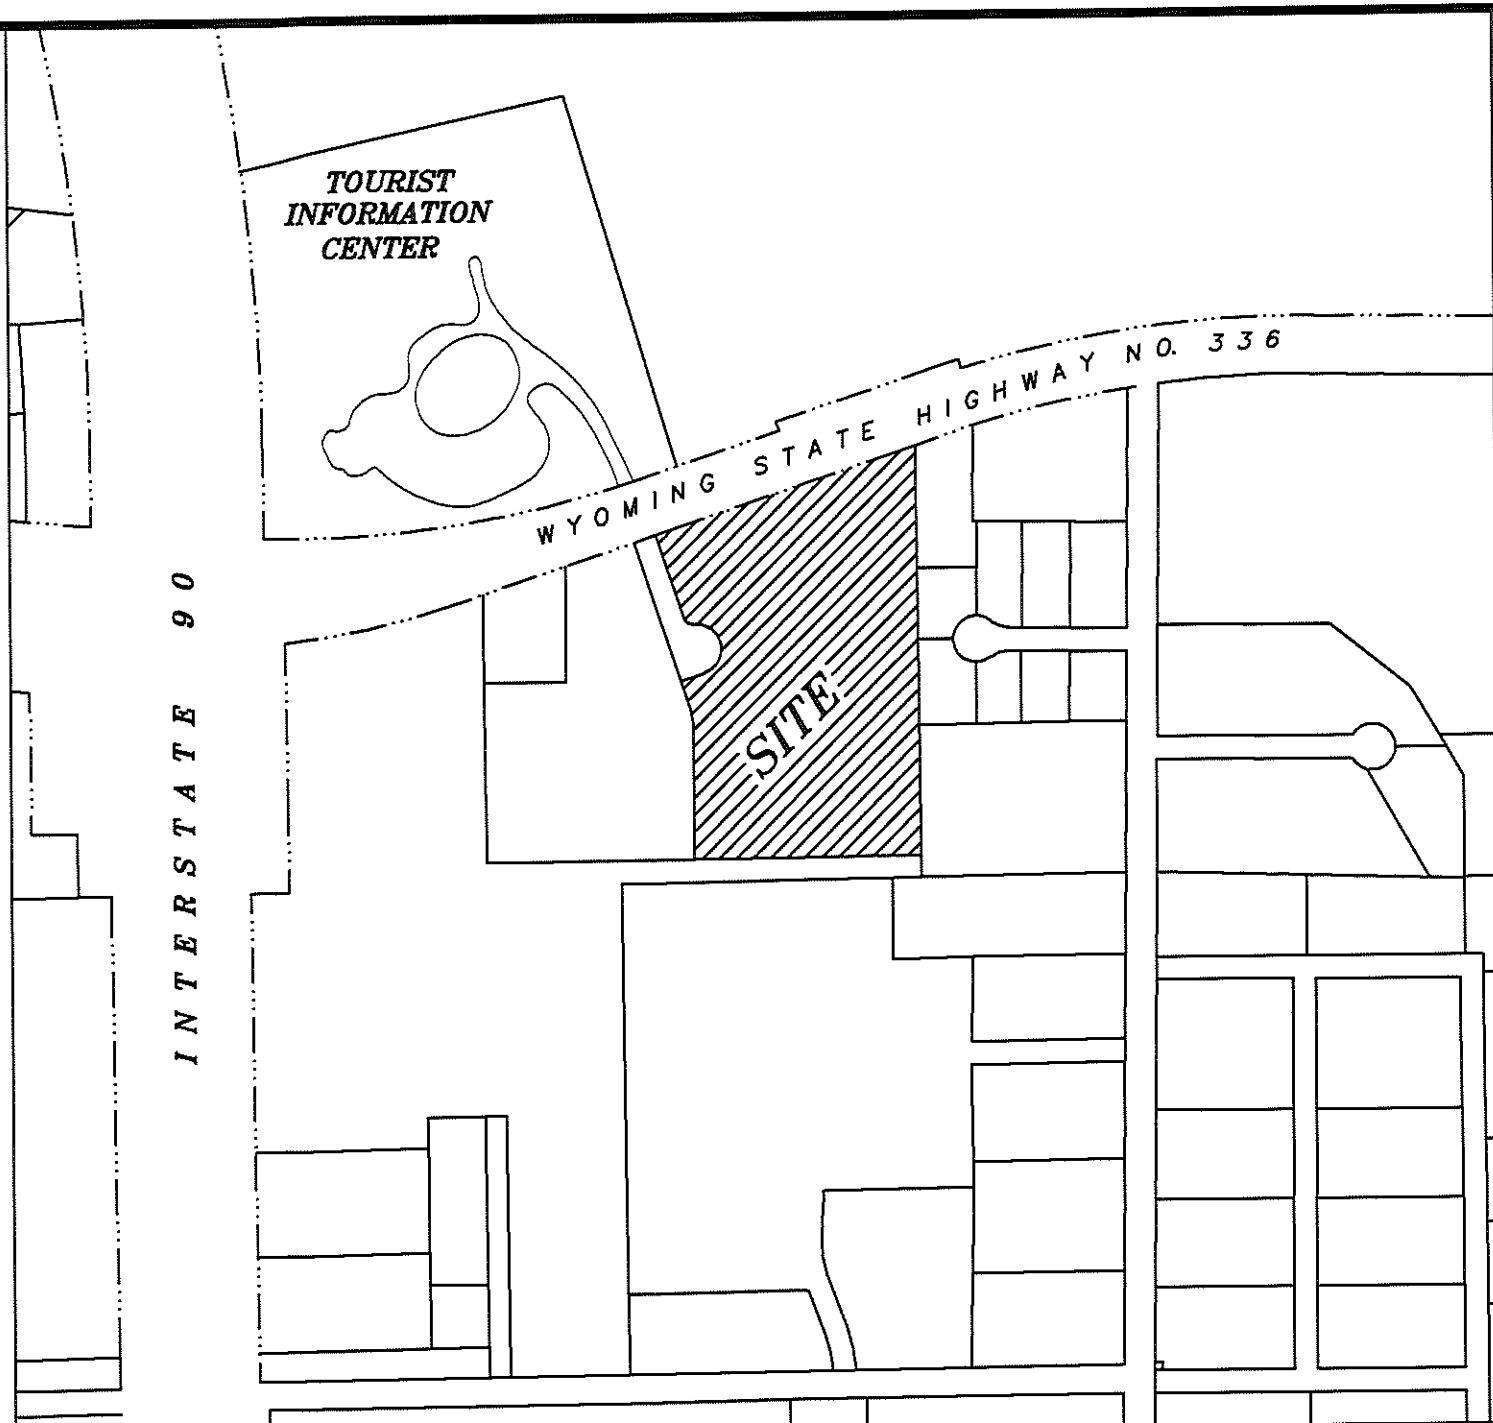 TOURIST
INFORMATION
CENTER
WYOMING STATE HIGHWAY NO. 336
INTERSTATE 90
SITE